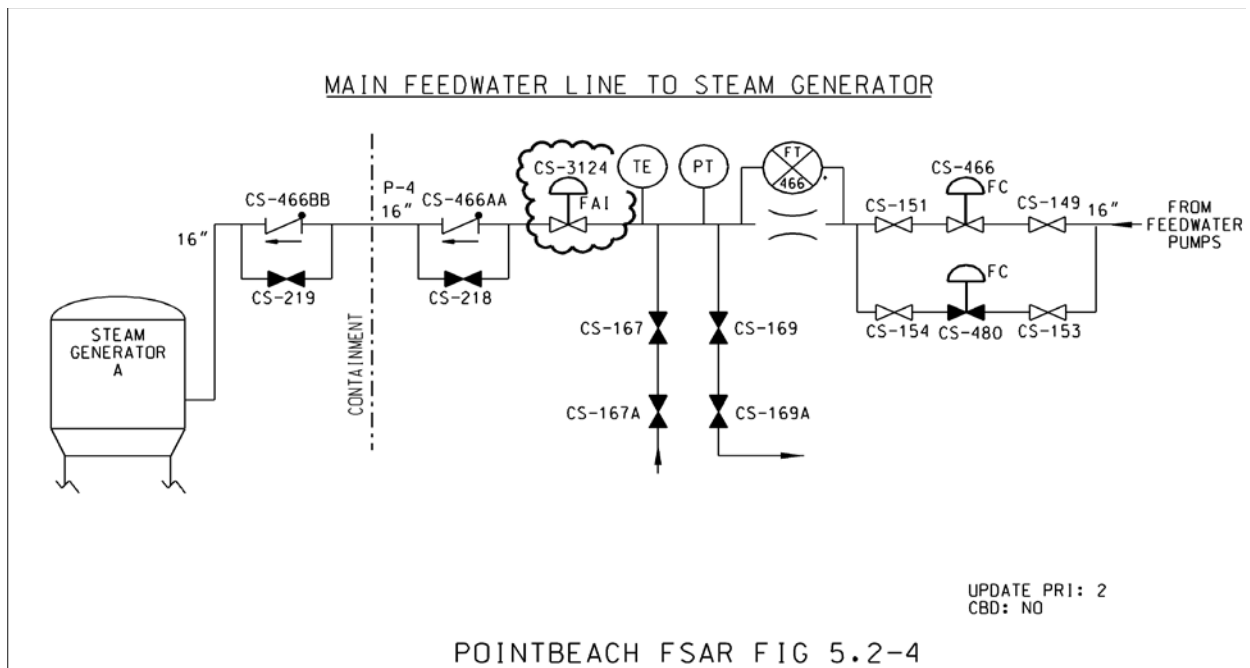 MAIN FEEDWATER LINE TO STEAM GENERATOR
CS-3124
FAI
TE
PT
FT
466
CS-466
FC
CS-466BB
P-4
16"
CS-466AA
CS-151
CS-149
16"
FROM
FEEDWATER
PUMPS
16"
CS-219
CS-218
FC
CS-154
CS-480
CS-153
STEAM
GENERATOR
A
CONTAINMENT
CS-167
CS-169
CS-167A
CS-169A
UPDATE PRI: 2
CBD: NO
POINTBEACH FSAR FIG 5.2-4